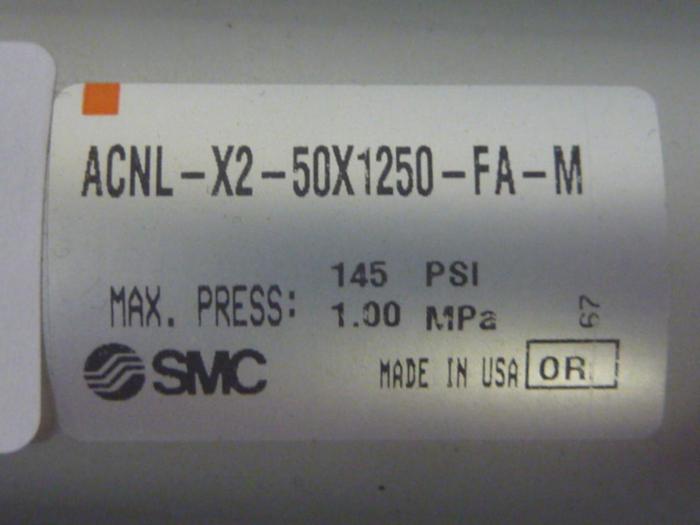 ACNL-X2-50X1250-FA-M
MAX. PRESS: 145 PSI
1.00 MPa
67
SMC MADE IN USA OR